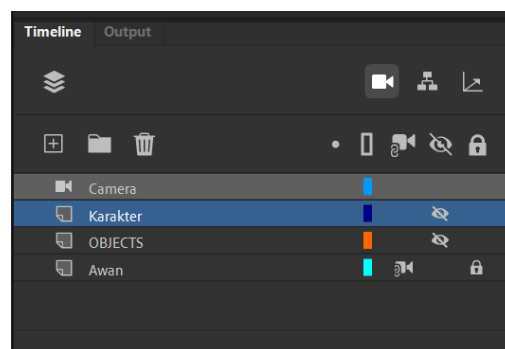 Timeline Output
Camera
Karakter
OBJECTS
Awan